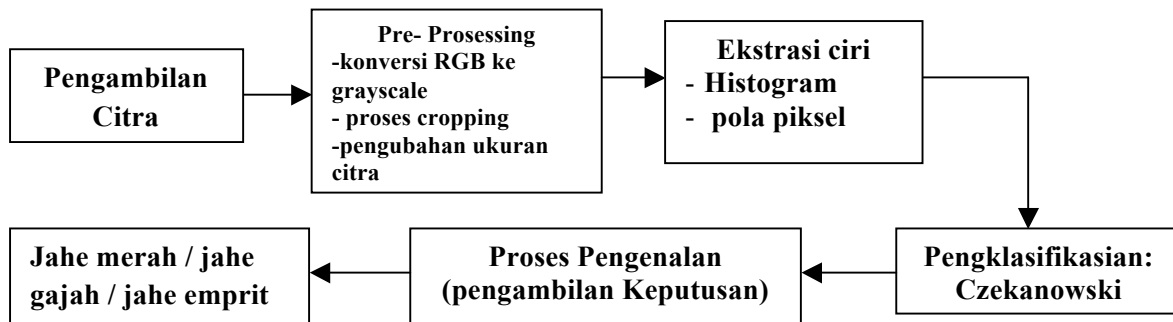 Pengambilan
Citra
Pre- Prosessing
-konversi RGB ke
grayscale
- proses cropping
-pengubahan ukuran
citra
Ekstrasi ciri
- Histogram
- pola piksel
Pengklasifikasian:
Czekanowski
Proses Pengenalan
(pengambilan Keputusan)
Jahe merah / jahe
gajah / jahe emprit